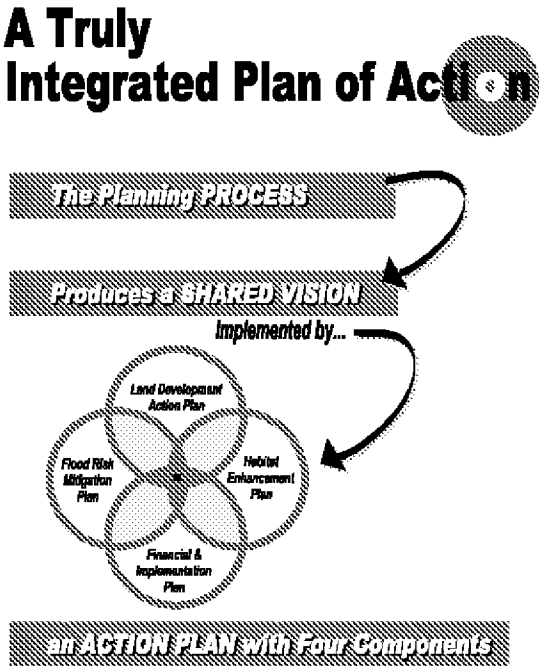 A Truly
Integrated Plan of Action
The Planning PROCESS
Produces a SHARED VISION
Implemented by...
Land Development
Action Plan
Flood Risk
Mitigation
Plan
Habitat
Enhancement
Plan
Financial &
Implementation
Plan
an ACTION PLAN with Four Components